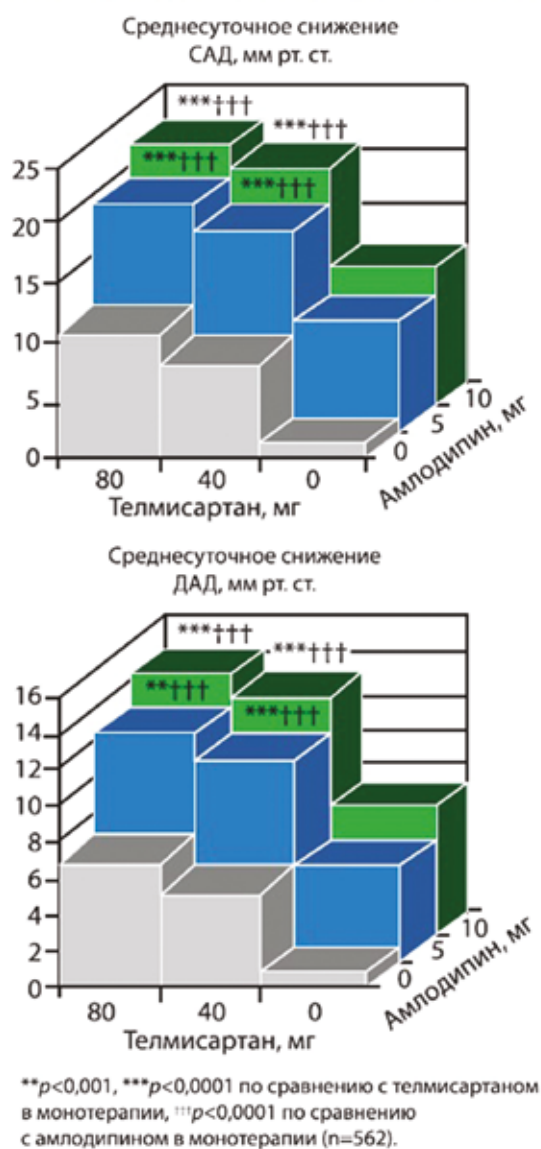 Среднесуточное снижение
САД, мм рт. ст.
***†††
***†††
***†††
***†††
25
20
15
10
5
0
80 40 0
Телмисартан, мг
0
5
10
Амлодипин, мг
Среднесуточное снижение
ДАД, мм рт. ст.
***†††
***†††
**†††
***†††
16
14
12
10
8
6
4
2
0
80 40 0
Телмисартан, мг
0
5
10
Амлодипин, мг
**p<0,001, ***p<0,0001 по сравнению с телмисартаном
в монотерапии, †††p<0,0001 по сравнению
с амлодипином в монотерапии (n=562).